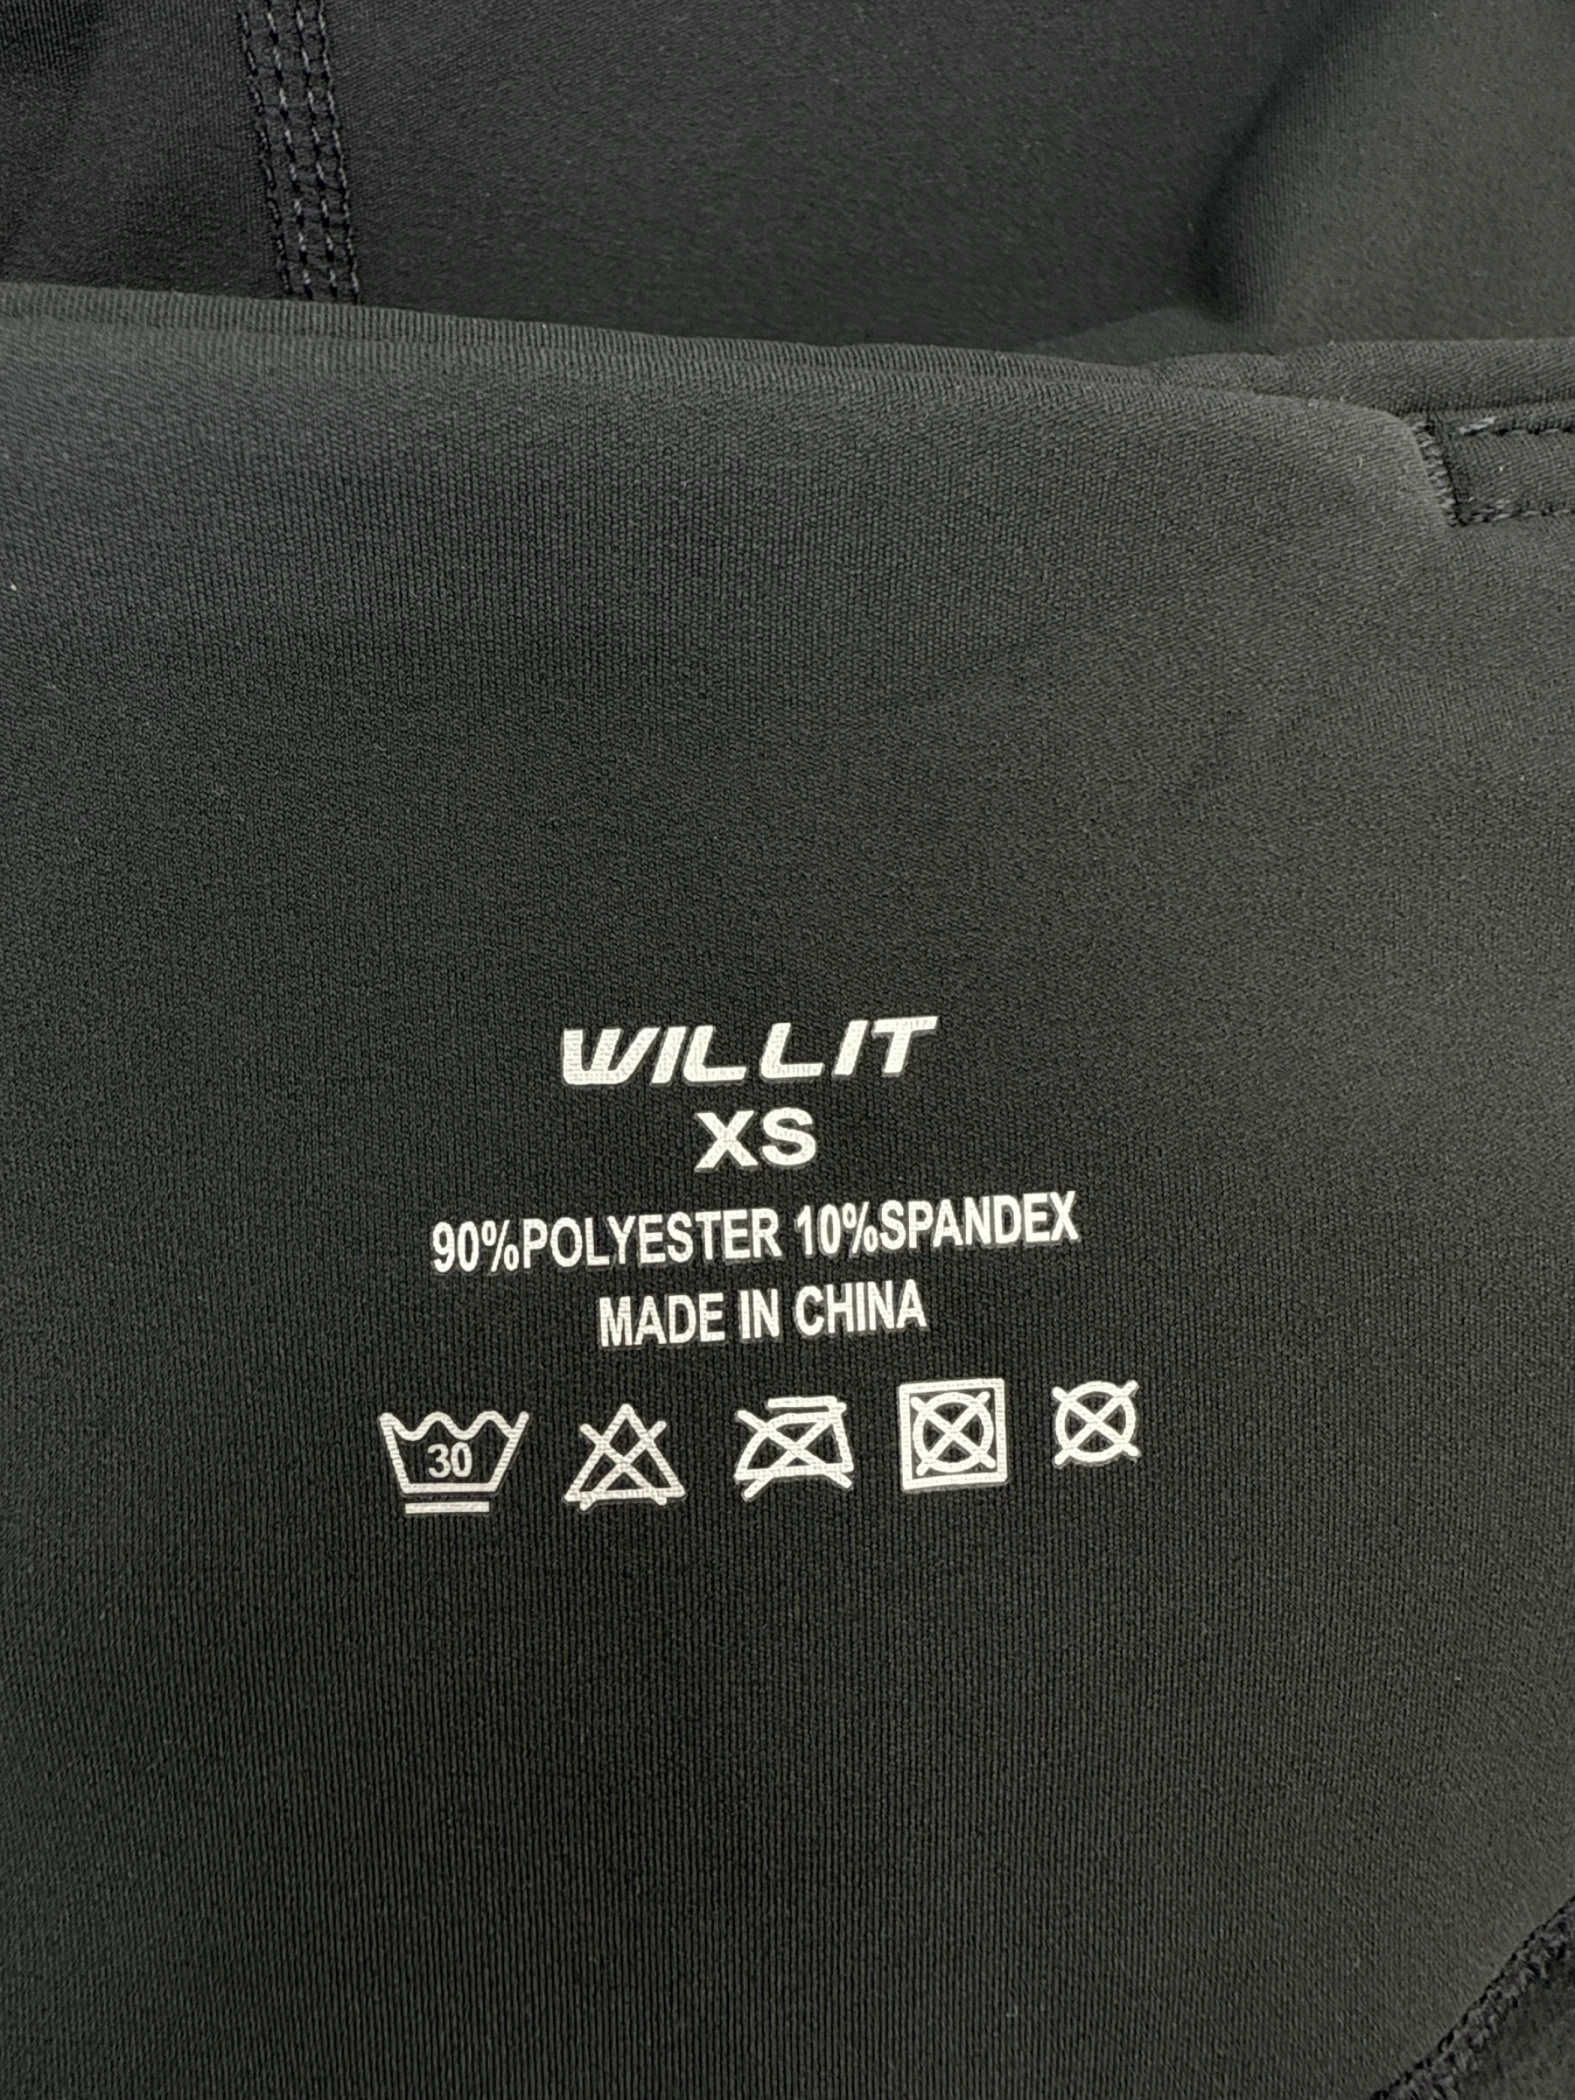 WILLIT
XS
90%POLYESTER 10%SPANDEX
MADE IN CHINA
30